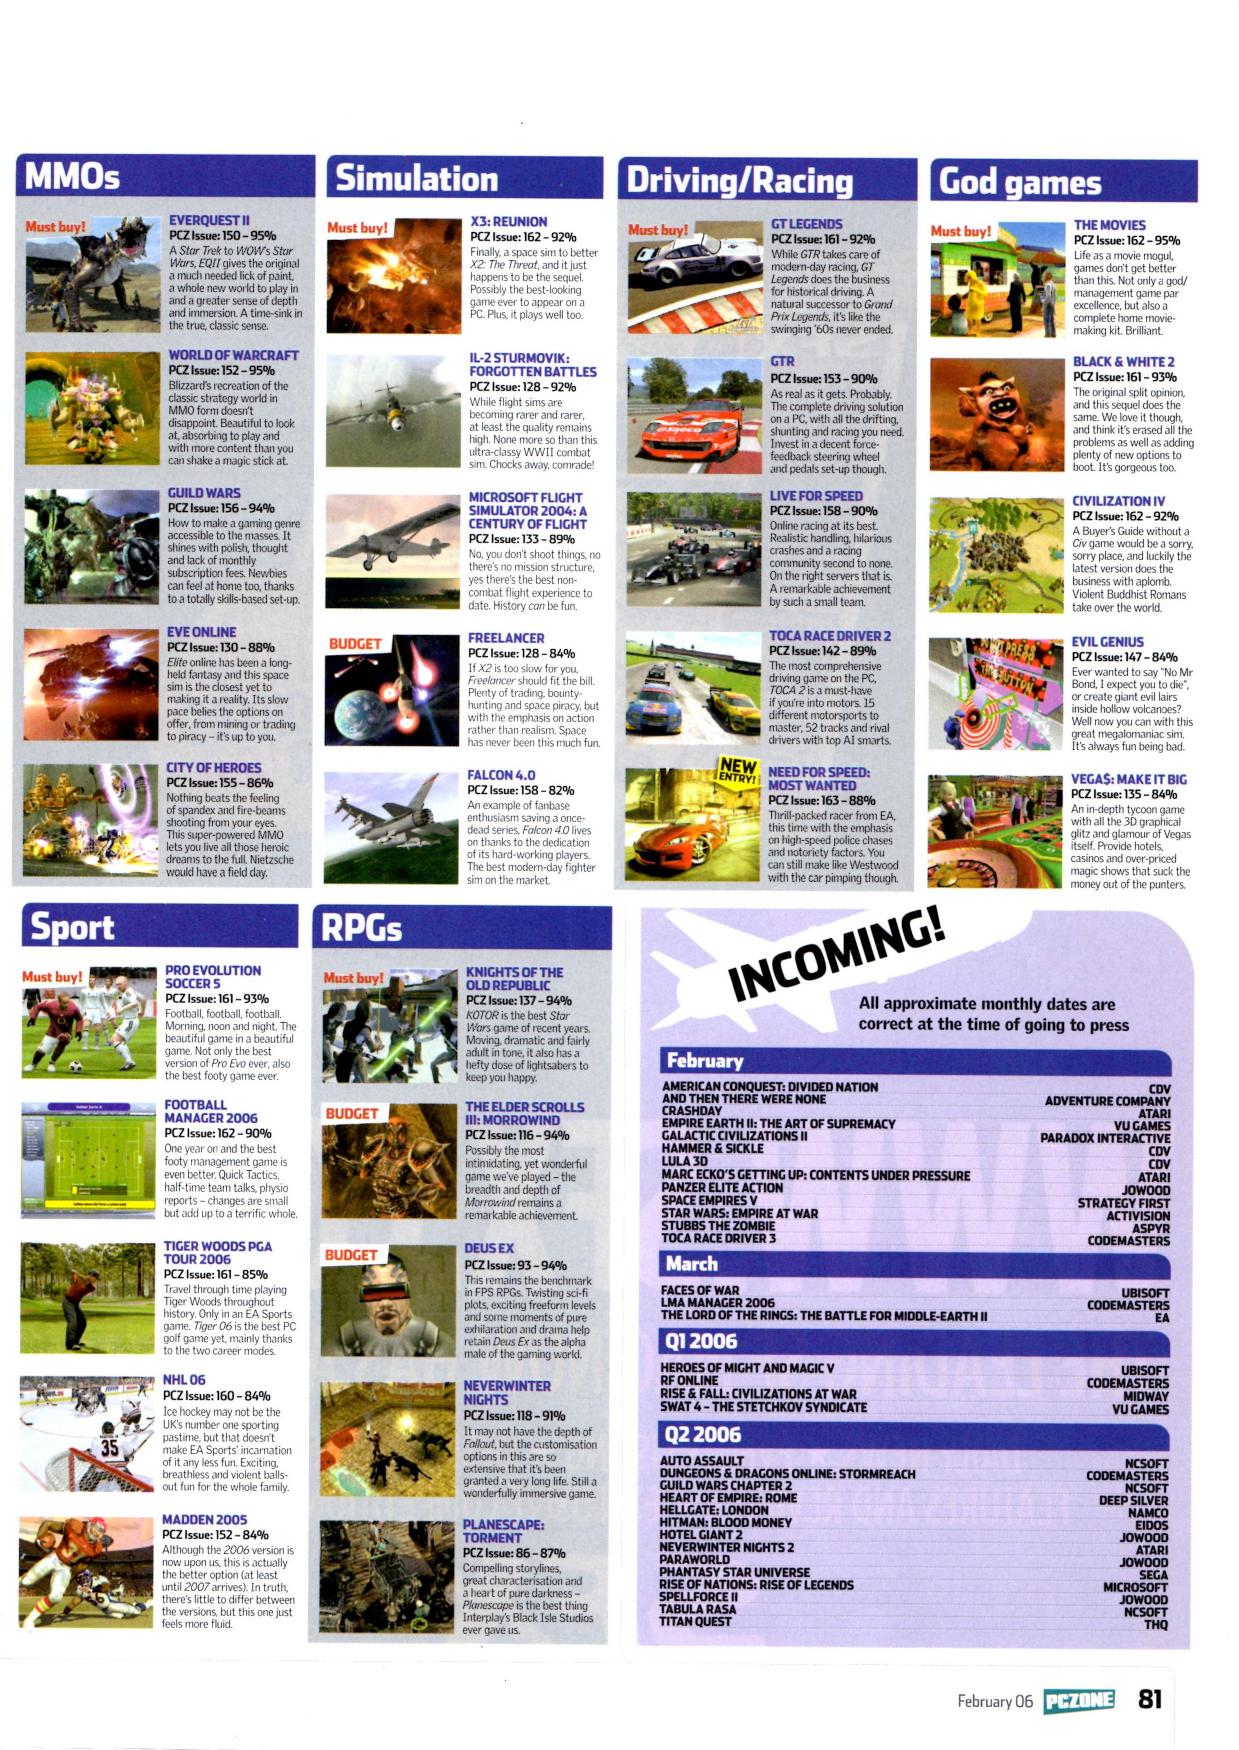 MMOs
Must buy!
EVERQUEST II
PCZ Issue: 150 – 95%
A Star Trek to WOW's Star
Wars, EQII gives the original
a much needed lick of paint,
a whole new world to play in
and a greater sense of depth
and immersion. A time-sink in
the true, classic sense.
WORLD OF WARCRAFT
PCZ Issue: 152 – 95%
Blizzard's recreation of the
classic strategy world in
MMO form doesn't
disappoint. Beautiful to look
at, absorbing to play and
with more content than you
can shake a magic stick at.
GUILD WARS
PCZ Issue: 156 – 94%
How to make a gaming genre
accessible to the masses. It
shines with polish, thought
and lack of monthly
subscription fees. Newbies
can feel at home too, thanks
to a totally skills-based set-up.
EVE ONLINE
PCZ Issue: 130 – 88%
Elite online has been a long-
held fantasy and this space
sim is the closest yet to
making it a reality. Its slow
pace belies the options on
offer, from mining or trading
to piracy – it's up to you.
CITY OF HEROES
PCZ Issue: 155 – 86%
Nothing beats the feeling
of spandex and fire-beams
shooting from your eyes.
This super-powered MMO
lets you live all those heroic
dreams to the full. Nietzsche
would have a field day.
Simulation
Must buy!
X3: REUNION
PCZ Issue: 162 – 92%
Finally, a space sim to better
X2: The Threat, and it just
happens to be the sequel.
Possibly the best-looking
game ever to appear on a
PC. Plus, it plays well too.
IL-2 STURMOVIK:
FORGOTTEN BATTLES
PCZ Issue: 128 – 92%
While flight sims are
becoming rarer and rarer,
at least the quality remains
high. None more so than this
ultra-classy WWII combat
sim. Chocks away, comrade!
MICROSOFT FLIGHT
SIMULATOR 2004: A
CENTURY OF FLIGHT
PCZ Issue: 133 – 89%
No, you don't shoot things, no
there's no mission structure,
yes there's the best non-
combat flight experience to
date. History can be fun.
BUDGET
FREELANCER
PCZ Issue: 128 – 84%
If X2 is too slow for you,
Freelancer should fit the bill.
Plenty of trading, bounty-
hunting and space piracy, but
with the emphasis on action
rather than realism. Space
has never been this much fun.
FALCON 4.0
PCZ Issue: 158 – 82%
An example of fanbase
enthusiasm saving a once-
dead series, Falcon 4.0 lives
on thanks to the dedication
of its hard-working players.
The best modern-day fighter
sim on the market.
Driving/Racing
Must buy!
GT LEGENDS
PCZ Issue: 161 – 92%
While GTR takes care of
modern-day racing, GT
Legends does the business
for historical driving. A
natural successor to Grand
Prix Legends, it's like the
swinging '60s never ended.
GTR
PCZ Issue: 153 – 90%
As real as it gets. Probably.
The complete driving solution
on a PC, with all the drifting,
shunting and racing you need.
Invest in a decent force-
feedback steering wheel
and pedals set-up though.
LIVE FOR SPEED
PCZ Issue: 158 – 90%
Online racing at its best.
Realistic handling, hilarious
crashes and a racing
community second to none.
On the right servers that is.
A remarkable achievement
by such a small team.
TOCA RACE DRIVER 2
PCZ Issue: 142 – 89%
The most comprehensive
driving game on the PC,
TOCA 2 is a must-have
if you're into motors. 15
different motorsports to
master, 52 tracks and rival
drivers with top AI smarts.
NEW
ENTRY!
NEED FOR SPEED:
MOST WANTED
PCZ Issue: 163 – 88%
Thrill-packed racer from EA,
this time with the emphasis
on high-speed police chases
and notoriety factors. You
can still make like Westwood
with the car pimping though.
God games
Must buy!
THE MOVIES
PCZ Issue: 162 – 95%
Life as a movie mogul,
games don't get better
than this. Not only a god/
management game par
excellence, but also a
complete home movie-
making kit. Brilliant.
BLACK & WHITE 2
PCZ Issue: 161 – 93%
The original split opinion,
and this sequel does the
same. We love it though,
and think it's erased all the
problems as well as adding
plenty of new options to
boot. It's gorgeous too.
CIVILIZATION IV
PCZ Issue: 162 – 92%
A Buyer's Guide without a
Civ game would be a sorry,
sorry place, and luckily the
latest version does the
business with aplomb.
Violent Buddhist Romans
take over the world.
EVIL GENIUS
PCZ Issue: 147 – 84%
Ever wanted to say "No Mr
Bond, I expect you to die",
or create giant evil lairs
inside hollow volcanoes?
Well now you can with this
great megalomaniac sim.
It's always fun being bad.
VEGA$: MAKE IT BIG
PCZ Issue: 135 – 84%
An in-depth tycoon game
with all the 3D graphical
glitz and glamour of Vegas
itself. Provide hotels,
casinos and over-priced
magic shows that suck the
money out of the punters.
Sport
Must buy!
PRO EVOLUTION
SOCCER 5
PCZ Issue: 161 – 93%
Football, football, football.
Morning, noon and night. The
beautiful game in a beautiful
game. Not only the best
version of Pro Evo ever, also
the best footy game ever.
FOOTBALL
MANAGER 2006
PCZ Issue: 162 – 90%
One year on and the best
footy management game is
even better. Quick Tactics,
half-time team talks, physio
reports – changes are small
but add up to a terrific whole.
TIGER WOODS PGA
TOUR 2006
PCZ Issue: 161 – 85%
Travel through time playing
Tiger Woods throughout
history. Only in an EA Sports
game. Tiger 06 is the best PC
golf game yet, mainly thanks
to the two career modes.
NHL 06
PCZ Issue: 160 – 84%
Ice hockey may not be the
UK's number one sporting
pastime, but that doesn't
make EA Sports' incarnation
of it any less fun. Exciting,
breathless and violent balls-
out fun for the whole family.
35
MADDEN 2005
PCZ Issue: 152 – 84%
Although the 2006 version is
now upon us, this is actually
the better option (at least
until 2007 arrives). In truth,
there's little to differ between
the versions, but this one just
feels more fluid.
RPGs
Must buy!
KNIGHTS OF THE
OLD REPUBLIC
PCZ Issue: 137 – 94%
KOTOR is the best Star
Wars game of recent years.
Moving, dramatic and fairly
adult in tone, it also has a
hefty dose of lightsabers to
keep you happy.
BUDGET
THE ELDER SCROLLS
III: MORROWIND
PCZ Issue: 116 – 94%
Possibly the most
intimidating, yet wonderful
game we've played – the
breadth and depth of
Morrowind remains a
remarkable achievement.
BUDGET
DEUS EX
PCZ Issue: 93 – 94%
This remains the benchmark
in FPS RPGs. Twisting sci-fi
plots, exciting freeform levels
and some moments of pure
exhilaration and drama help
retain Deus Ex as the alpha
male of the gaming world.
NEVERWINTER
NIGHTS
PCZ Issue: 118 – 91%
It may not have the depth of
Fallout, but the customisation
options in this are so
extensive that it's been
granted a very long life. Still a
wonderfully immersive game.
PLANESCAPE:
TORMENT
PCZ Issue: 86 – 87%
Compelling storylines,
great characterisation and
a heart of pure darkness –
Planescape is the best thing
Interplay's Black Isle Studios
ever gave us.
INCOMING!
All approximate monthly dates are
correct at the time of going to press
February
AMERICAN CONQUEST: DIVIDED NATION CDV
AND THEN THERE WERE NONE ADVENTURE COMPANY
CRASHDAY ATARI
EMPIRE EARTH II: THE ART OF SUPREMACY VU GAMES
GALACTIC CIVILIZATIONS II PARADOX INTERACTIVE
HAMMER & SICKLE CDV
LULA 3D CDV
MARC ECKO'S GETTING UP: CONTENTS UNDER PRESSURE ATARI
PANZER ELITE ACTION JOWOOD
SPACE EMPIRES V STRATEGY FIRST
STAR WARS: EMPIRE AT WAR ACTIVISION
STUBBS THE ZOMBIE ASPYR
TOCA RACE DRIVER 3 CODEMASTERS
March
FACES OF WAR UBISOFT
LMA MANAGER 2006 CODEMASTERS
THE LORD OF THE RINGS: THE BATTLE FOR MIDDLE-EARTH II EA
Q1 2006
HEROES OF MIGHT AND MAGIC V UBISOFT
RF ONLINE CODEMASTERS
RISE & FALL: CIVILIZATIONS AT WAR MIDWAY
SWAT 4 – THE STETCHKOV SYNDICATE VU GAMES
Q2 2006
AUTO ASSAULT NCSOFT
DUNGEONS & DRAGONS ONLINE: STORMREACH CODEMASTERS
GUILD WARS CHAPTER 2 NCSOFT
HEART OF EMPIRE: ROME DEEP SILVER
HELLGATE: LONDON NAMCO
HITMAN: BLOOD MONEY EIDOS
HOTEL GIANT 2 JOWOOD
NEVERWINTER NIGHTS 2 ATARI
PARAWORLD JOWOOD
PHANTASY STAR UNIVERSE SEGA
RISE OF NATIONS: RISE OF LEGENDS MICROSOFT
SPELLFORCE II JOWOOD
TABULA RASA NCSOFT
TITAN QUEST THQ
February 06 PCZONE 81